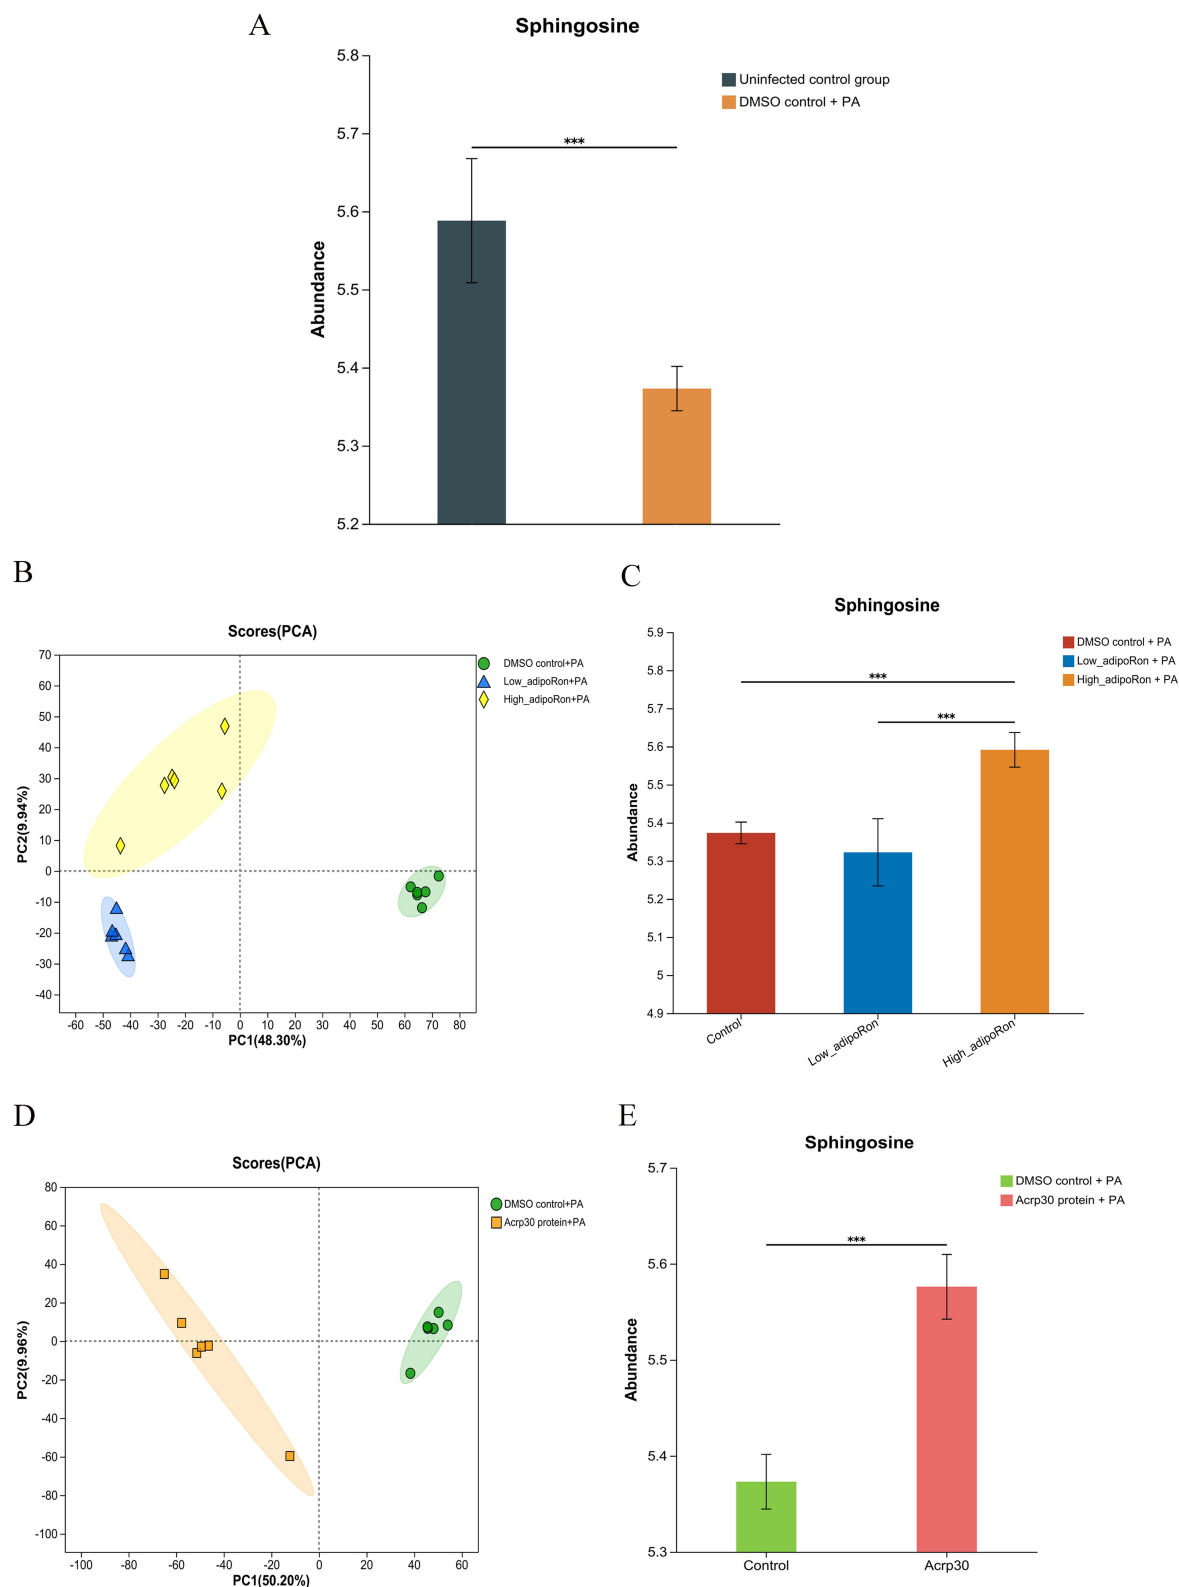 A
Sphingosine
5.8
5.7
5.6
5.5
5.4
5.3
5.2
Abundance
***
Uninfected control group
DMSO control + PA
B
Scores(PCA)
70
60
50
40
30
20
10
0
-10
-20
-30
-40
PC2(9.94%)
-60 -50 -40 -30 -20 -10 0 10 20 30 40 50 60 70 80
PC1(48.30%)
DMSO control+PA
Low_adipoRon+PA
High_adipoRon+PA
C
Sphingosine
5.9
5.8
5.7
5.6
5.5
5.4
5.3
5.2
5.1
5
4.9
Abundance
***
***
DMSO control + PA
Low_adipoRon + PA
High_adipoRon + PA
Control
Low_adipoRon
High_adipoRon
D
Scores(PCA)
80
60
40
20
0
-20
-40
-60
-80
-100
PC2(9.96%)
-100 -80 -60 -40 -20 0 20 40 60
PC1(50.20%)
DMSO control+PA
Acrp30 protein+PA
E
Sphingosine
5.7
5.6
5.5
5.4
5.3
Abundance
***
DMSO control + PA
Acrp30 protein + PA
Control
Acrp30